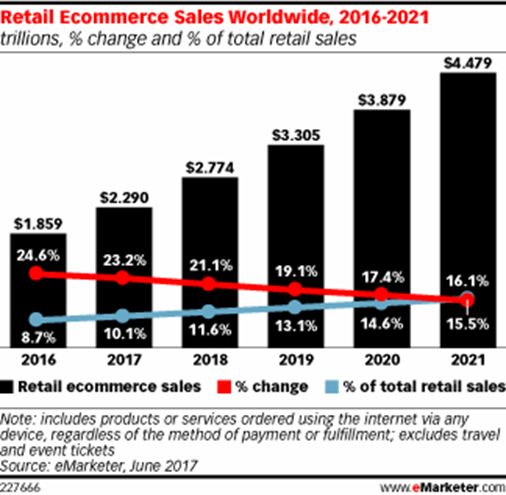 Retail Ecommerce Sales Worldwide, 2016-2021
trillions, % change and % of total retail sales
$4.479
$3.879
$3.305
$2.774
$2.290
$1.859
24.6% 23.2% 21.1% 19.1% 17.4% 16.1%
8.7% 10.1% 11.6% 13.1% 14.6% 15.5%
2016 2017 2018 2019 2020 2021
Retail ecommerce sales % change % of total retail sales
Note: includes products or services ordered using the internet via any
device, regardless of the method of payment or fulfillment; excludes travel
and event tickets
Source: eMarketer, June 2017
227666 www.eMarketer.com